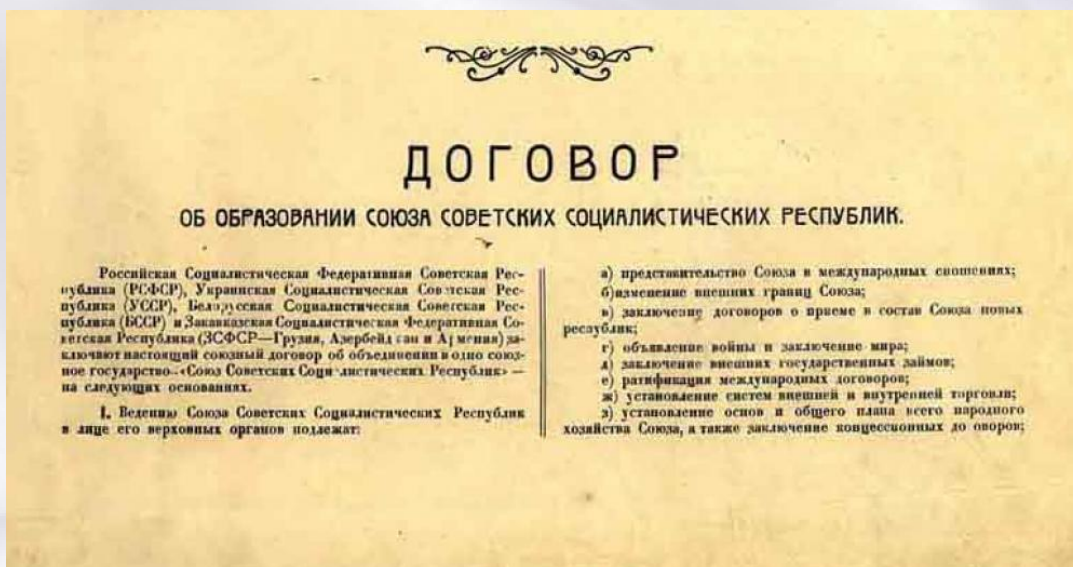 ДОГОВОР
ОБ ОБРАЗОВАНИИ СОЮЗА СОВЕТСКИХ СОЦИАЛИСТИЧЕСКИХ РЕСПУБЛИК.
Российская Социалистическая Федеративная Советская Рес-
публика (РСФСР), Украинская Социалистическая Советская Рес-
публика (УССР), Белорусская Социалистическая Советская Рес-
публика (БССР) и Закавказская Социалистическая Федеративная Со-
ветская Республика (ЗСФСР—Грузия, Азербейджан и Армения) за-
ключают настоящий союзный договор об объединении в одно союз-
ное государство—«Союз Советских Социалистических Республик» —
на следующих основаниях.
1. Ведению Союза Советских Социалистических Республик
в лице его верховных органов подлежат:
а) представительство Союза в международных сношениях;
б)изменение внешних границ Союза;
в) заключение договоров о приеме в состав Союза новых
республик;
г) объявление войны и заключение мира;
д) заключение внешних государственных займов;
е) ратификация международных договоров;
ж) установление систем внешней и внутренней торговли;
з) установление основ и общего плана всего народного
хозяйства Союза, а также заключение концессионных договоров;